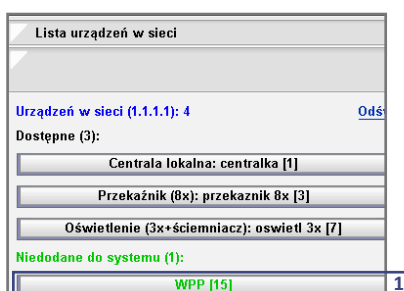 Lista urządzeń w sieci
Urządzeń w sieci (1.1.1.1): 4 Odś
Dostępne (3):
Centrala lokalna: centralka [1]
Przekaźnik (8x): przekaznik 8x [3]
Oświetlenie (3x+ściemniacz): oswietl 3x [7]
Niedodane do systemu (1):
WPP [15] 1